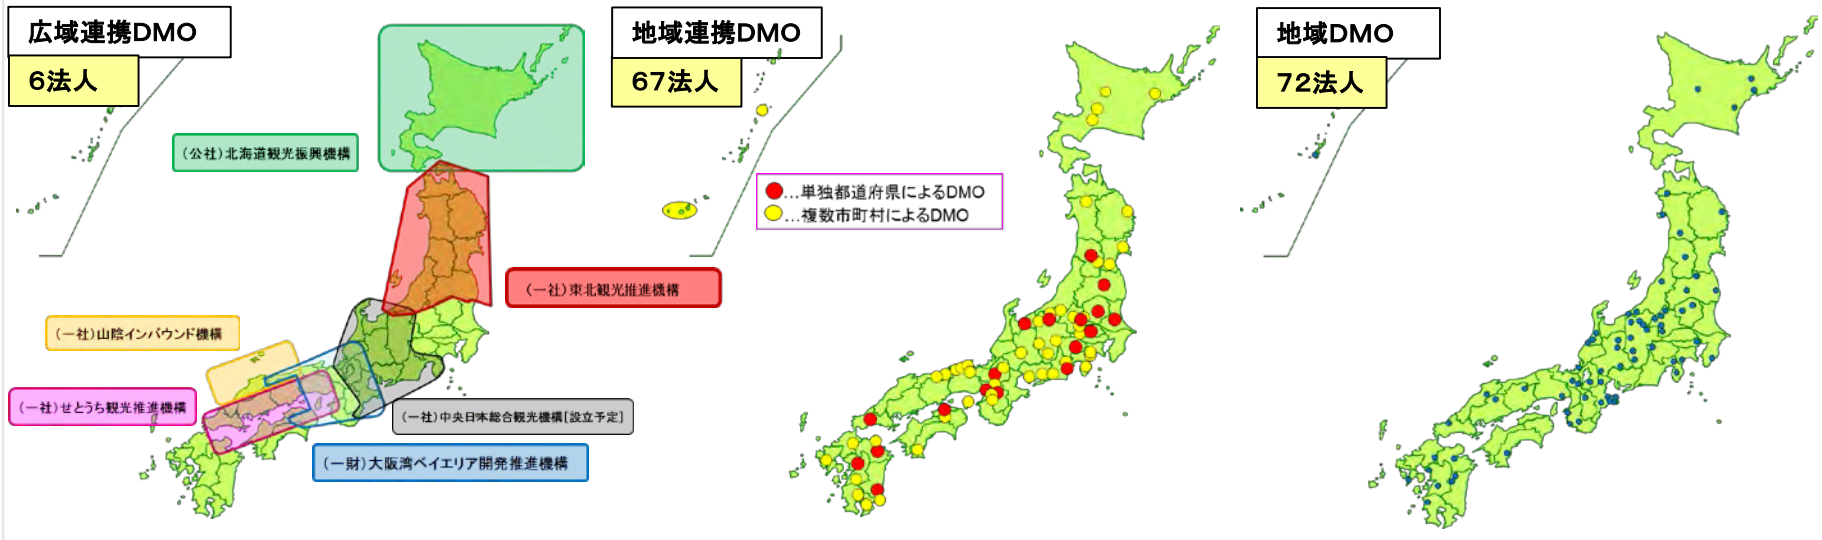 広域連携DMO
6法人
(公社)北海道観光振興機構
(一社)東北観光推進機構
(一社)山陰インバウンド機構
(一社)せとうち観光推進機構
(一社)中央日本総合観光機構[設立予定]
(一財)大阪湾ベイエリア開発推進機構
地域連携DMO
67法人
…単独都道府県によるDMO
…複数市町村によるDMO
地域DMO
72法人